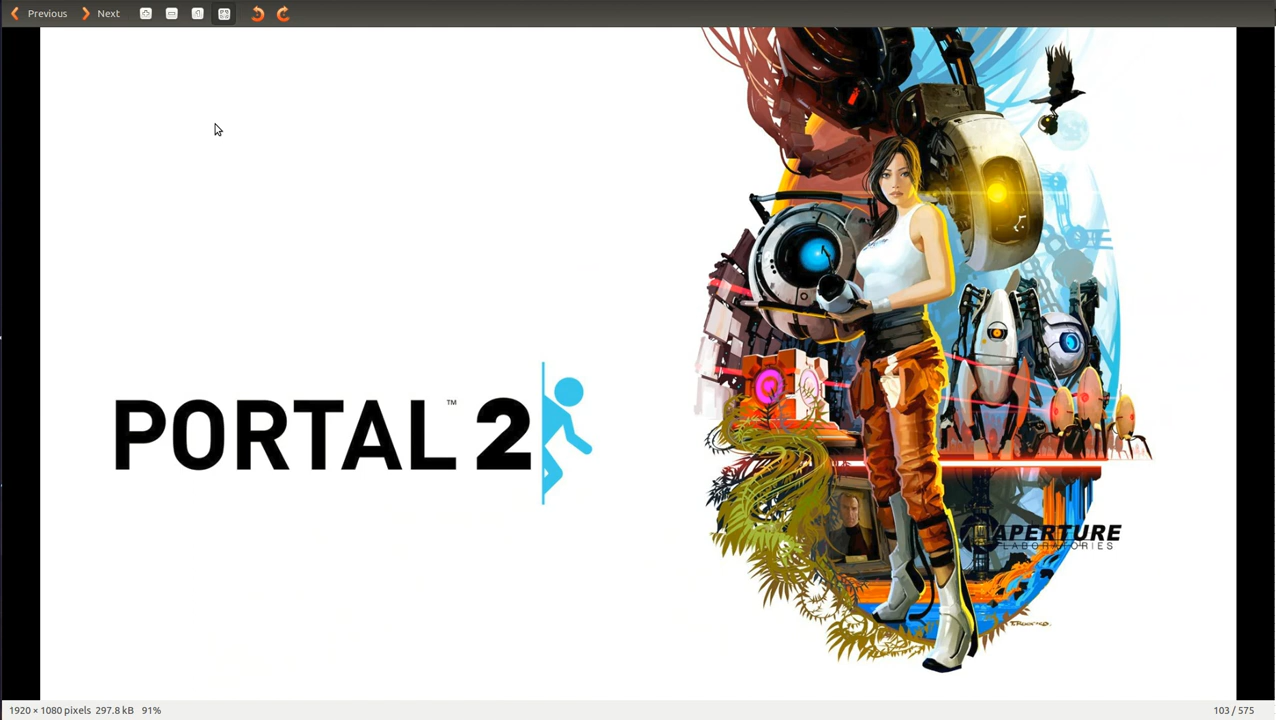 Previous Next
PORTAL 2
™
APERTURE
LABORATORIES
1920 × 1080 pixels 297.8 kB 91% 103 / 575